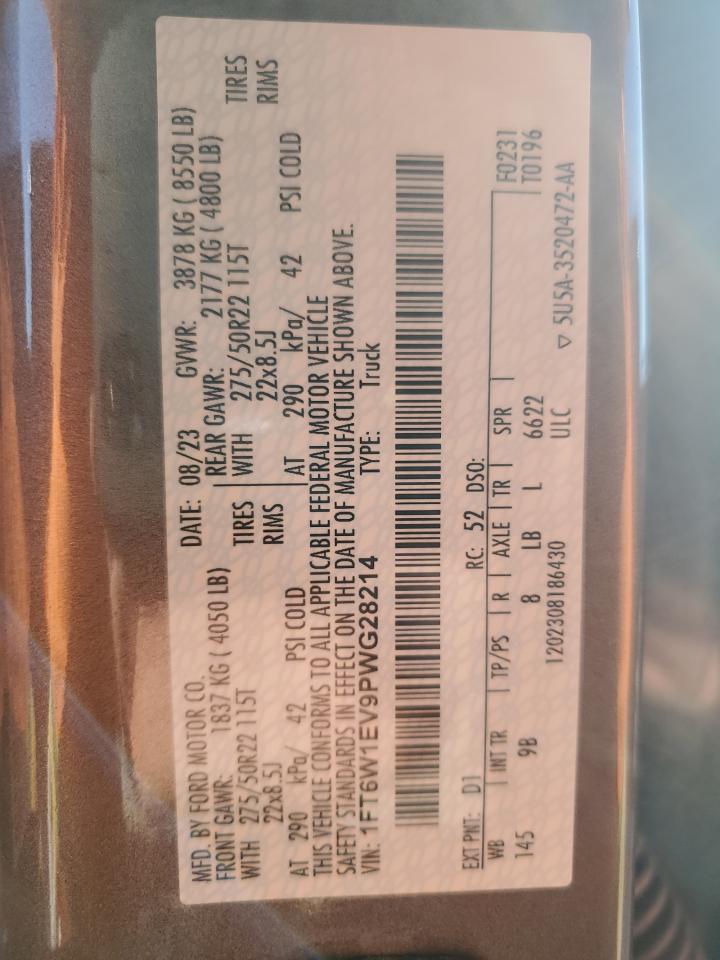 MFD. BY FORD MOTOR CO. DATE: 08/23 GVWR: 3878 KG ( 8550 LB)
FRONT GAWR: 1837 KG ( 4050 LB) REAR GAWR: 2177 KG ( 4800 LB)
WITH 275/50R22 115T TIRES WITH 275/50R22 115T TIRES
22x8.5J RIMS 22x8.5J RIMS
AT 290 kPa/ 42 PSI COLD AT 290 kPa/ 42 PSI COLD
THIS VEHICLE CONFORMS TO ALL APPLICABLE FEDERAL MOTOR VEHICLE
SAFETY STANDARDS IN EFFECT ON THE DATE OF MANUFACTURE SHOWN ABOVE.
VIN: 1FT6W1EV9PWG28214 TYPE: Truck
EXT PNT: D1 RC: 52 DSO: F0231
WB INT TR TP/PS R AXLE TR SPR T0196
145 9B 8 LB L 6622
1202308186430 ULC ▽ 5U5A-3520472-AA